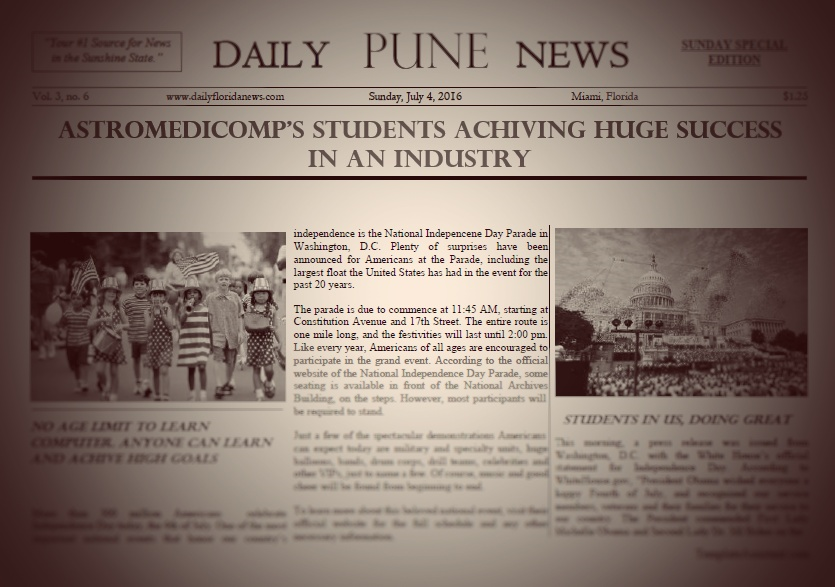 "Your #1 Source for News
in the Sunshine State."
DAILY PUNE NEWS
SUNDAY SPECIAL
EDITION
Vol. 3, no. 6 www.dailyfloridanews.com Sunday, July 4, 2016 Miami, Florida $1.25
ASTROMEDICOMP'S STUDENTS ACHIVING HUGE SUCCESS
IN AN INDUSTRY
NO AGE LIMIT TO LEARN
COMPUTER. ANYONE CAN LEARN
AND ACHIVE HIGH GOALS
More than 300 million Americans celebrate
Independence Day today, the 4th of July. One of the most
important national events that honor our country's
independence is the National Indepencene Day Parade in
Washington, D.C. Plenty of surprises have been
announced for Americans at the Parade, including the
largest float the United States has had in the event for the
past 20 years.
The parade is due to commence at 11:45 AM, starting at
Constitution Avenue and 17th Street. The entire route is
one mile long, and the festivities will last until 2:00 pm.
Like every year, Americans of all ages are encouraged to
participate in the grand event. According to the official
website of the National Independence Day Parade, some
seating is available in front of the National Archives
Building, on the steps. However, most participants will
be required to stand.
Just a few of the spectacular demonstrations Americans
can expect today are military and specialty units, huge
balloons, bands, drum corps, drill teams, celebrities and
other VIPs, just to name a few. Of course, music and good
cheer will be found from beginning to end.
To learn more about this beloved national event, visit their
official website for the full schedule and any other
necessary information.
STUDENTS IN US, DOING GREAT
This morning, a press release was issued from
Washington, D.C. with the White House's official
statement for Independence Day. According to
WhiteHouse.gov, "President Obama wished everyone a
happy Fourth of July, and recognized our service
members, veterans and their families for their service to
our country. The President commended First Lady
Michelle Obama and Second Lady Dr. Jill Biden